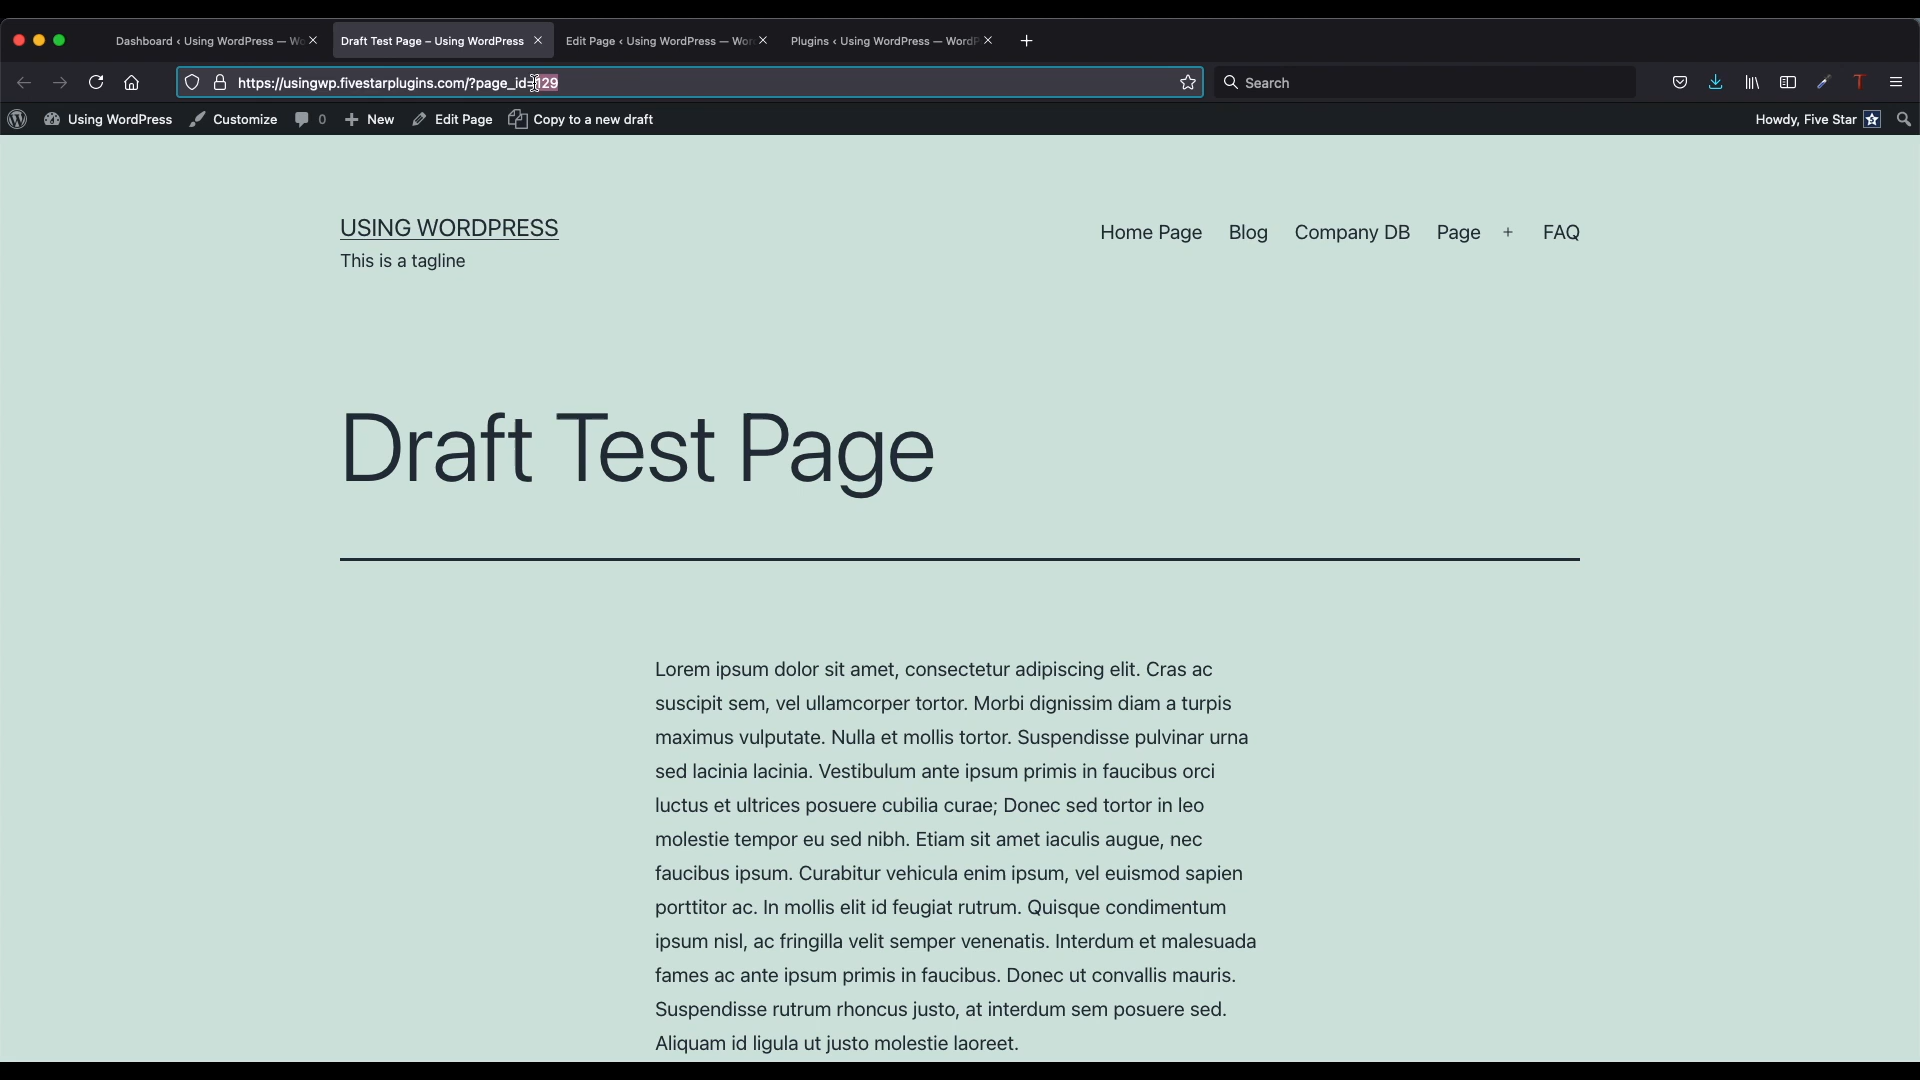 Dashboard ‹ Using WordPress — Wo
Draft Test Page – Using WordPress
Edit Page ‹ Using WordPress — Wor
Plugins ‹ Using WordPress — WordP
https://usingwp.fivestarplugins.com/?page_id=129
Search
Using WordPress
Customize
0
New
Edit Page
Copy to a new draft
Howdy, Five Star
USING WORDPRESS
This is a tagline
Home Page
Blog
Company DB
Page +
FAQ
Draft Test Page
Lorem ipsum dolor sit amet, consectetur adipiscing elit. Cras ac
suscipit sem, vel ullamcorper tortor. Morbi dignissim diam a turpis
maximus vulputate. Nulla et mollis tortor. Suspendisse pulvinar urna
sed lacinia lacinia. Vestibulum ante ipsum primis in faucibus orci
luctus et ultrices posuere cubilia curae; Donec sed tortor in leo
molestie tempor eu sed nibh. Etiam sit amet iaculis augue, nec
faucibus ipsum. Curabitur vehicula enim ipsum, vel euismod sapien
porttitor ac. In mollis elit id feugiat rutrum. Quisque condimentum
ipsum nisl, ac fringilla velit semper venenatis. Interdum et malesuada
fames ac ante ipsum primis in faucibus. Donec ut convallis mauris.
Suspendisse rutrum rhoncus justo, at interdum sem posuere sed.
Aliquam id ligula ut justo molestie laoreet.